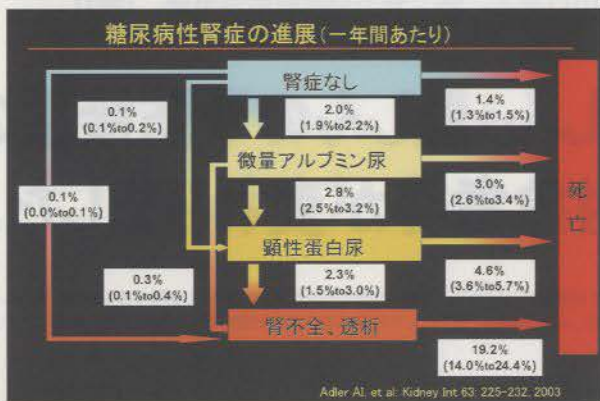 糖尿病性腎症の進展(一年間あたり)
腎症なし
0.1%
(0.1%to0.2%)
2.0%
(1.9%to2.2%)
1.4%
(1.3%to1.5%)
微量アルブミン尿
0.1%
(0.0%to0.1%)
2.8%
(2.5%to3.2%)
3.0%
(2.6%to3.4%)
死亡
顕性蛋白尿
0.3%
(0.1%to0.4%)
2.3%
(1.5%to3.0%)
4.6%
(3.6%to5.7%)
腎不全、透析
19.2%
(14.0%to24.4%)
Adler AI, et al: Kidney Int 63: 225-232, 2003